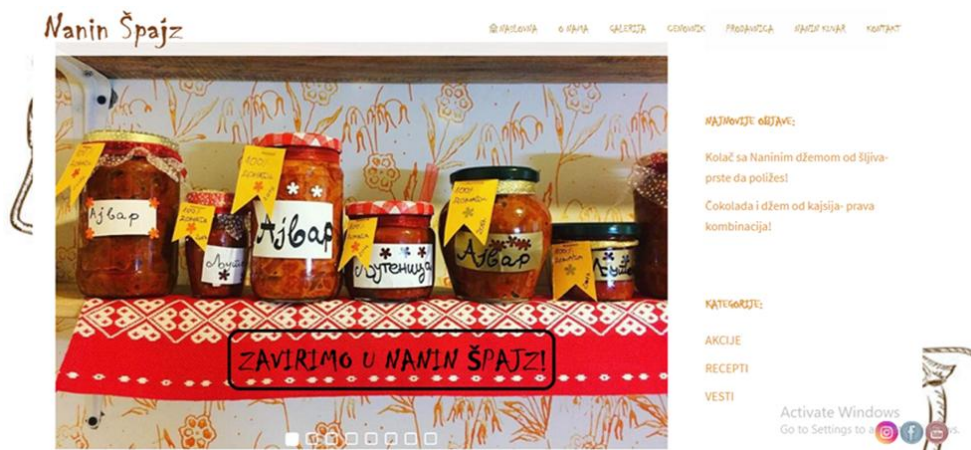 Nanin Špajz
NASLOVNA O NAMA GALERIJA CENOVNIK PRODAVNICA NANIN KUVAR KONTAKT
Ајвар
Ајвар
Лјутеница
Ајвар
ZAVIRIMO U NANIN ŠPAJZ!
NAJNOVIJE OBJAVE:
Kolač sa Naninim džemom od šljiva-
prste da poližeš!
Čokolada i džem od kajsija- prava
kombinacija!
KATEGORIJE:
AKCIJE
RECEPTI
VESTI
Activate Windows
Go to Settings to